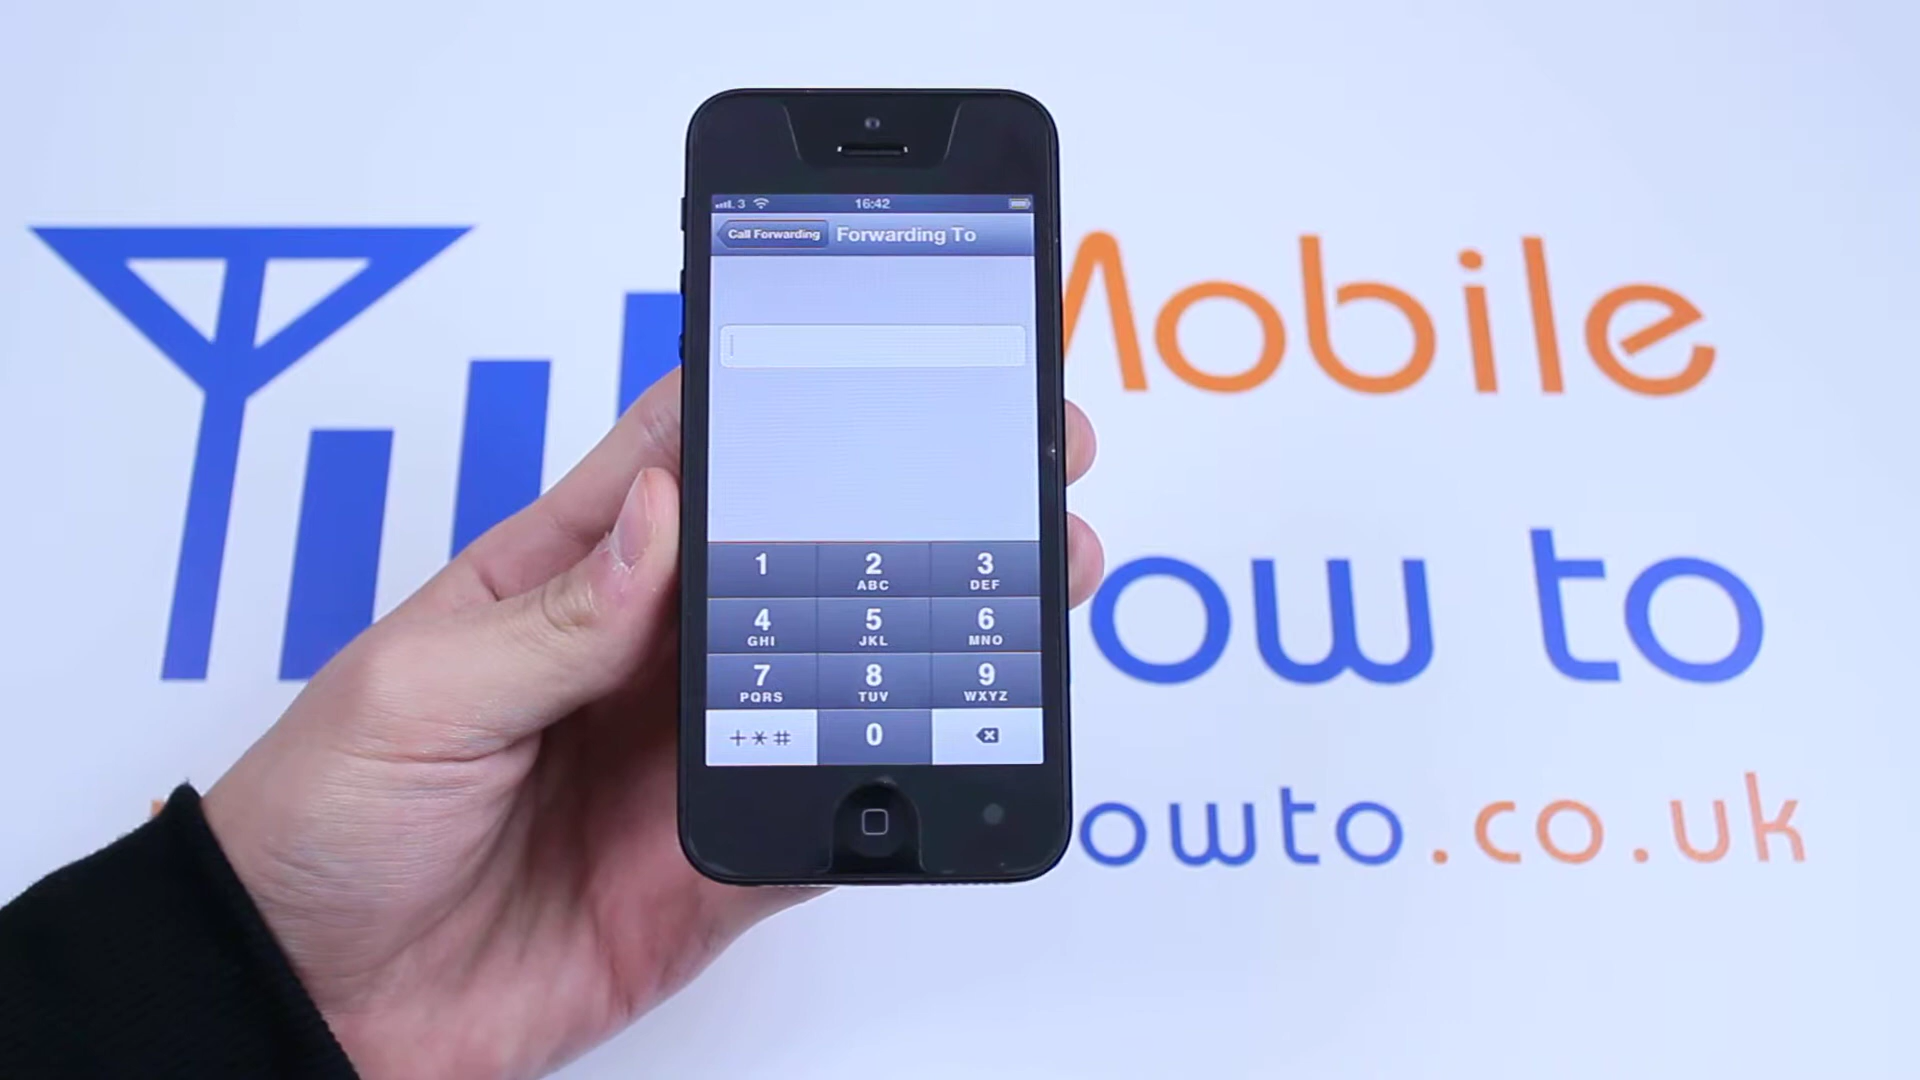 3 16:42
Call Forwarding Forwarding To
1 2 ABC 3 DEF
4 GHI 5 JKL 6 MNO
7 PQRS 8 TUV 9 WXYZ
+*# 0
Mobile
ow to
owto.co.uk